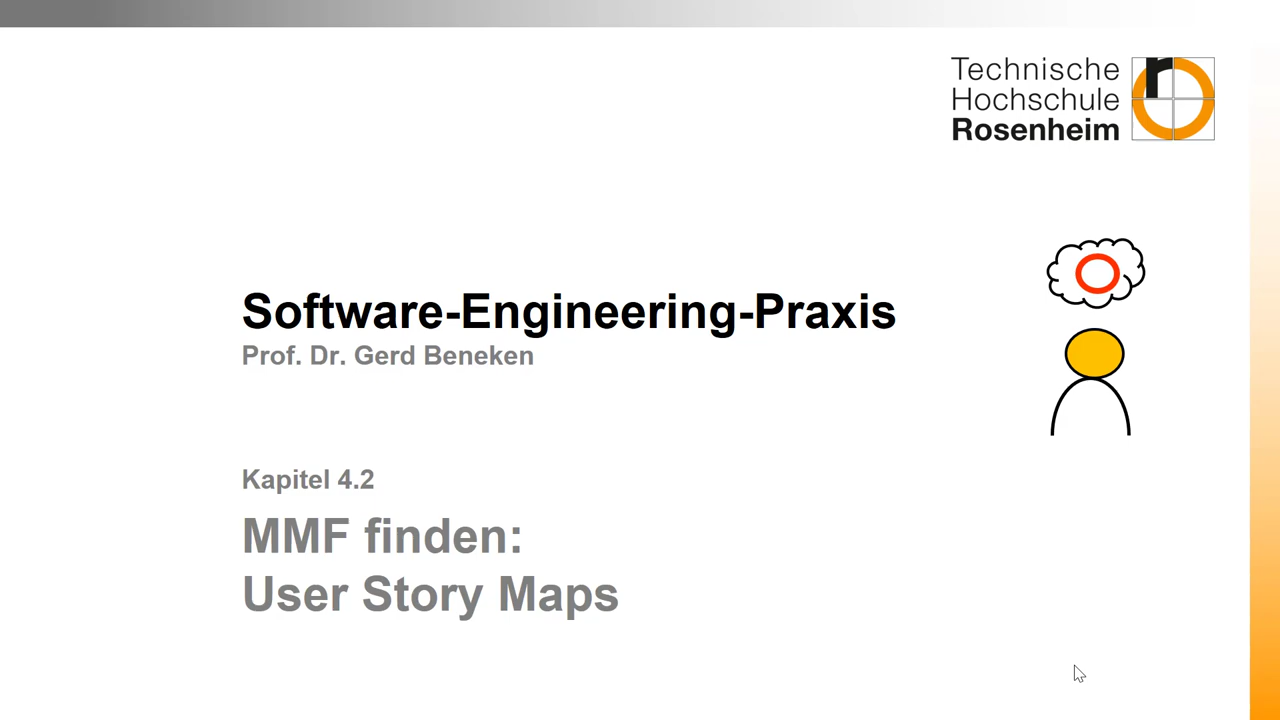 Technische
Hochschule
Rosenheim
Software-Engineering-Praxis
Prof. Dr. Gerd Beneken
Kapitel 4.2
MMF finden:
User Story Maps